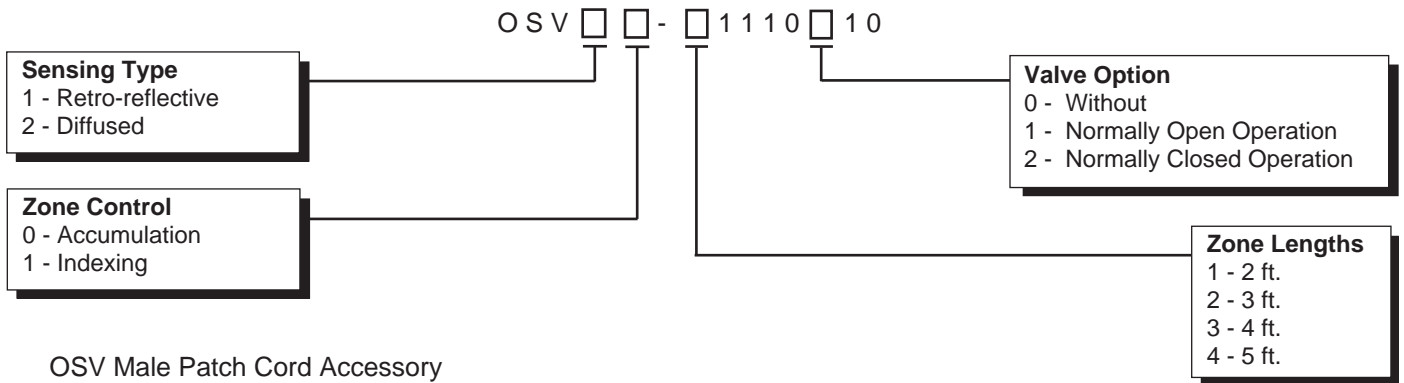 O S V □ □ - □ 1 1 1 0 □ 1 0
Sensing Type
1 - Retro-reflective
2 - Diffused
Valve Option
0 - Without
1 - Normally Open Operation
2 - Normally Closed Operation
Zone Control
0 - Accumulation
1 - Indexing
Zone Lengths
1 - 2 ft.
2 - 3 ft.
3 - 4 ft.
4 - 5 ft.
OSV Male Patch Cord Accessory